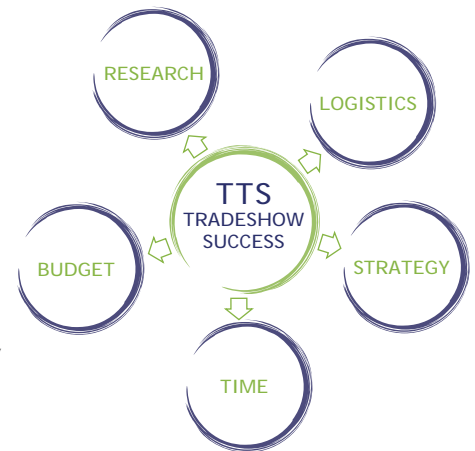 RESEARCH
LOGISTICS
TTS
TRADESHOW
SUCCESS
BUDGET
STRATEGY
TIME